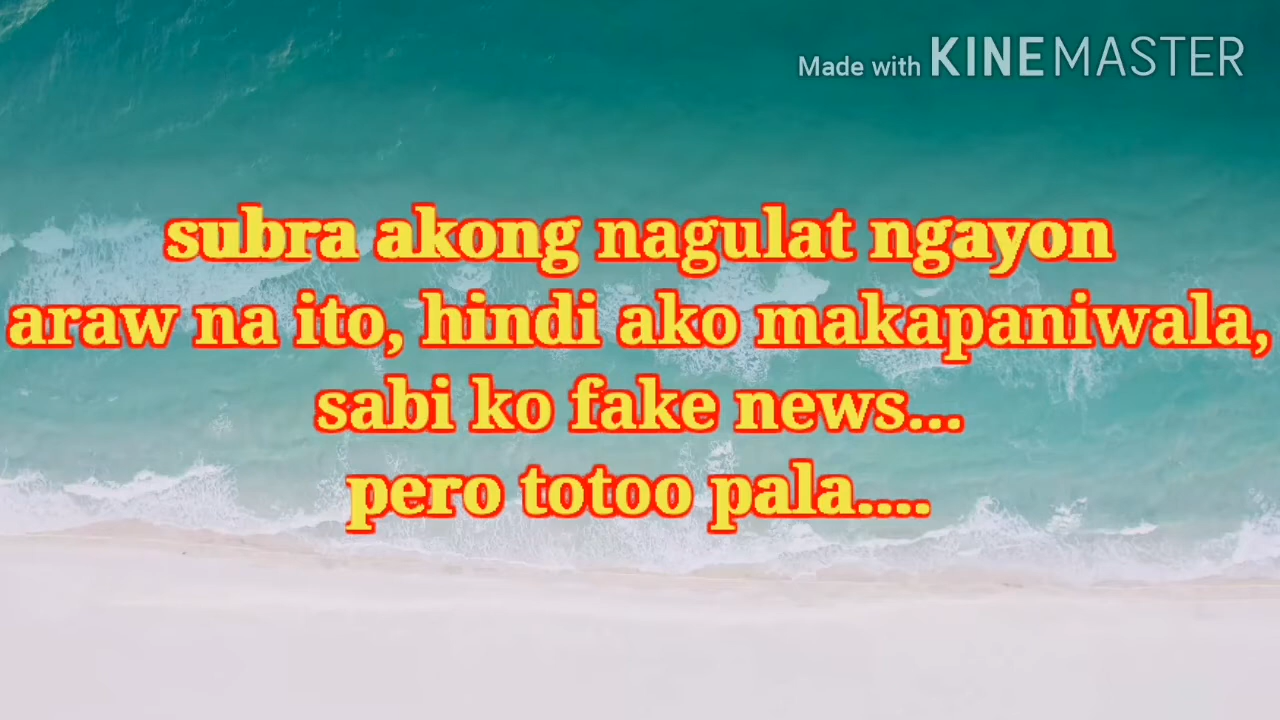 Made with KINEMASTER
subra akong nagulat ngayon
araw na ito, hindi ako makapaniwala,
sabi ko fake news...
pero totoo pala....